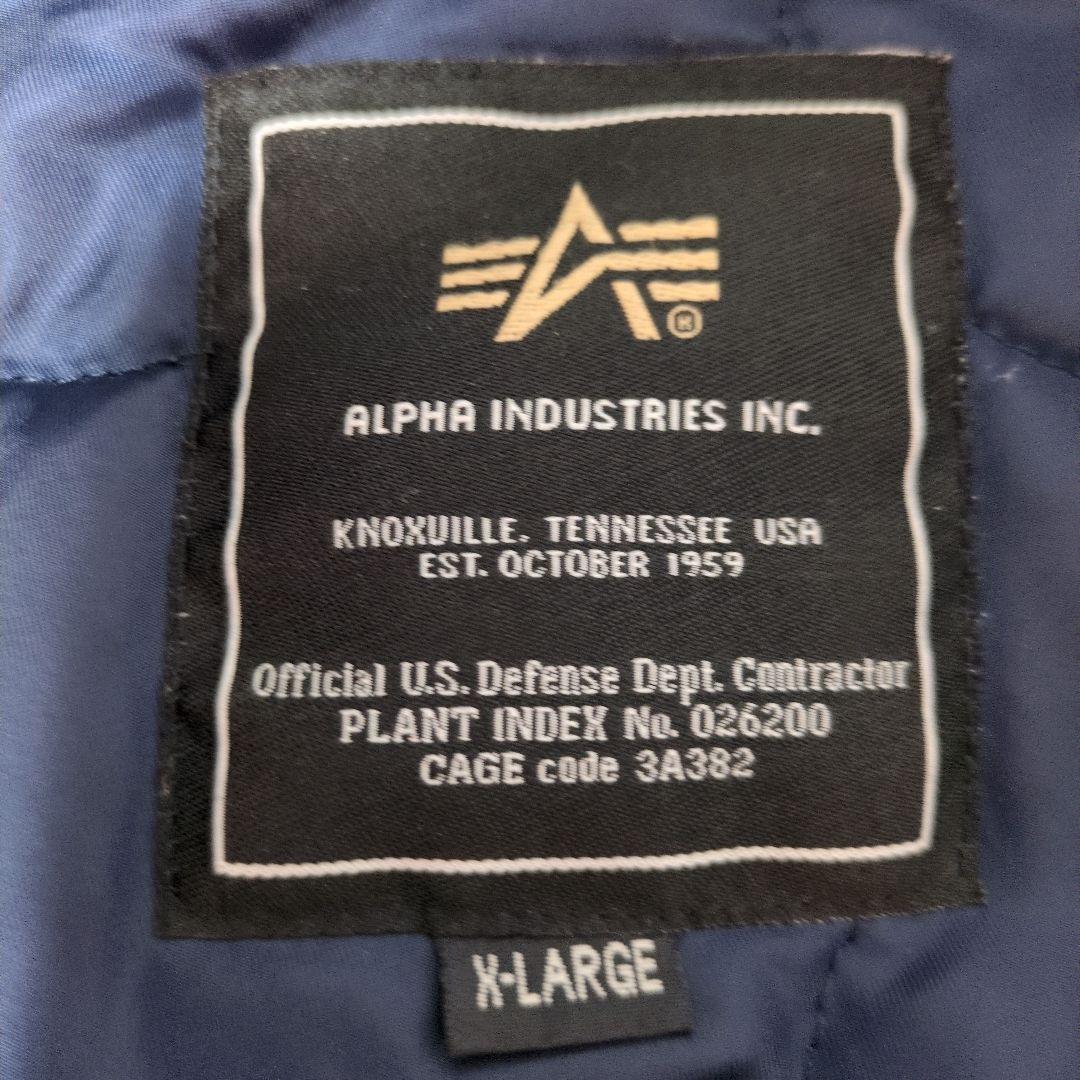 ALPHA INDUSTRIES INC.
KNOXVILLE, TENNESSEE USA
EST. OCTOBER 1959
Official U.S. Defense Dept. Contractor
PLANT INDEX No. 026200
CAGE code 3A382
X-LARGE